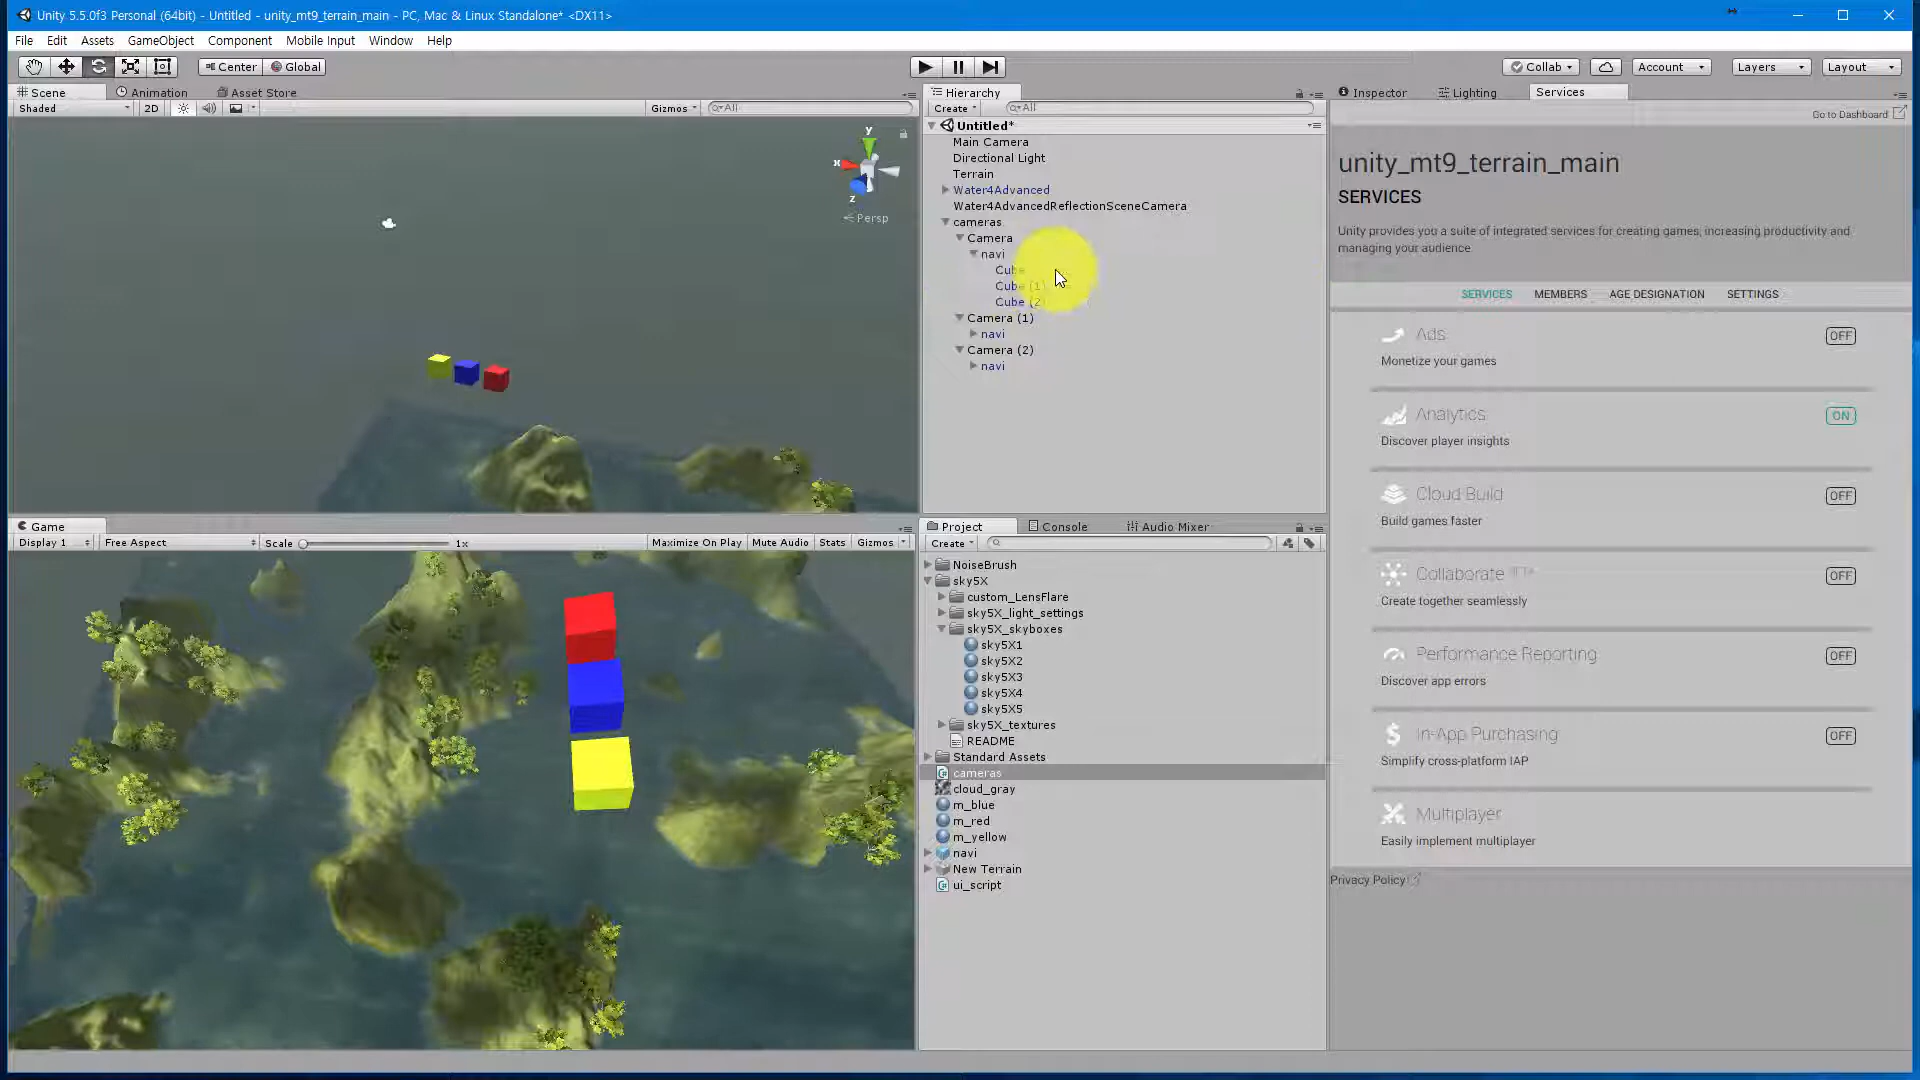 Unity 5.5.0f3 Personal (64bit) - Untitled - unity_mt9_terrain_main - PC, Mac & Linux Standalone* <DX11>
File Edit Assets GameObject Component Mobile Input Window Help
Center Global Collab Account Layers Layout
Scene Animation Asset Store
Shaded 2D Gizmos All
y
x
z
Persp
Hierarchy
Create All
Untitled*
Main Camera
Directional Light
Terrain
Water4Advanced
Water4AdvancedReflectionSceneCamera
cameras
Camera
navi
Cube
Cube (1)
Cube (2)
Camera (1)
navi
Camera (2)
navi
Inspector Lighting Services
Go to Dashboard
unity_mt9_terrain_main
SERVICES
Unity provides you a suite of integrated services for creating games, increasing productivity and
managing your audience
SERVICES MEMBERS AGE DESIGNATION SETTINGS
Ads OFF
Monetize your games
Analytics ON
Discover player insights
Cloud Build OFF
Build games faster
Collaborate BETA OFF
Create together seamlessly
Performance Reporting OFF
Discover app errors
In-App Purchasing OFF
Simplify cross-platform IAP
Multiplayer
Easily implement multiplayer
Privacy Policy
Game
Display 1 Free Aspect Scale 1x Maximize On Play Mute Audio Stats Gizmos
Project Console Audio Mixer
Create
NoiseBrush
sky5X
custom_LensFlare
sky5X_light_settings
sky5X_skyboxes
sky5X1
sky5X2
sky5X3
sky5X4
sky5X5
sky5X_textures
README
Standard Assets
cameras
cloud_gray
m_blue
m_red
m_yellow
navi
New Terrain
ui_script